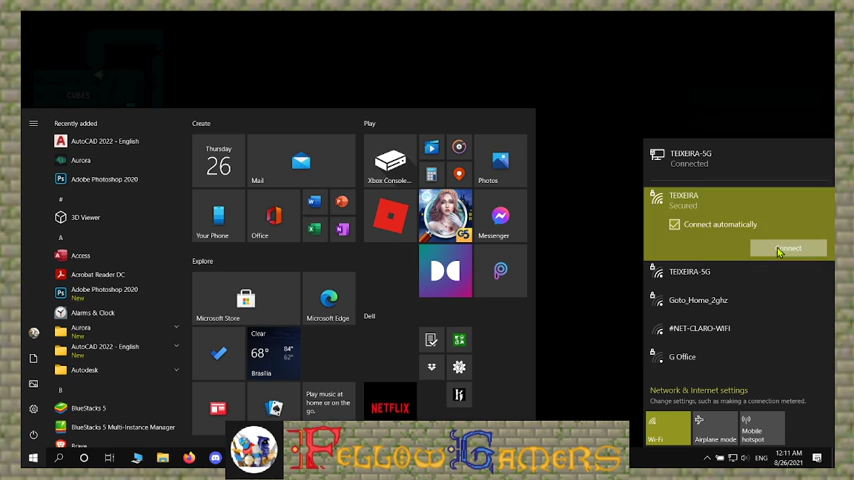 CUBES
Recently added
AutoCAD 2022 - English
Aurora
Adobe Photoshop 2020
#
3D Viewer
A
Access
Acrobat Reader DC
Adobe Photoshop 2020
New
Alarms & Clock
Aurora
New
AutoCAD 2022 - English
New
Autodesk
B
BlueStacks 5
BlueStacks 5 Multi-Instance Manager
Brave
Create
Thursday
26
Mail
Your Phone
Office
Explore
Microsoft Store
Microsoft Edge
Clear
68°
84°
62°
Brasília
Play music at home or on the go.
Play
Xbox Console...
Photos
G5
Messenger
Dell
NETFLIX
TEIXEIRA-5G
Connected
TEIXEIRA
Secured
Connect automatically
Connect
TEIXEIRA-5G
Goto_Home_2ghz
#NET-CLARO-WIFI
G Office
Network & Internet settings
Change settings, such as making a connection metered.
Wi-Fi
Airplane mode
Mobile hotspot
FELLOW GAMERS
ENG
12:11 AM
8/26/2021